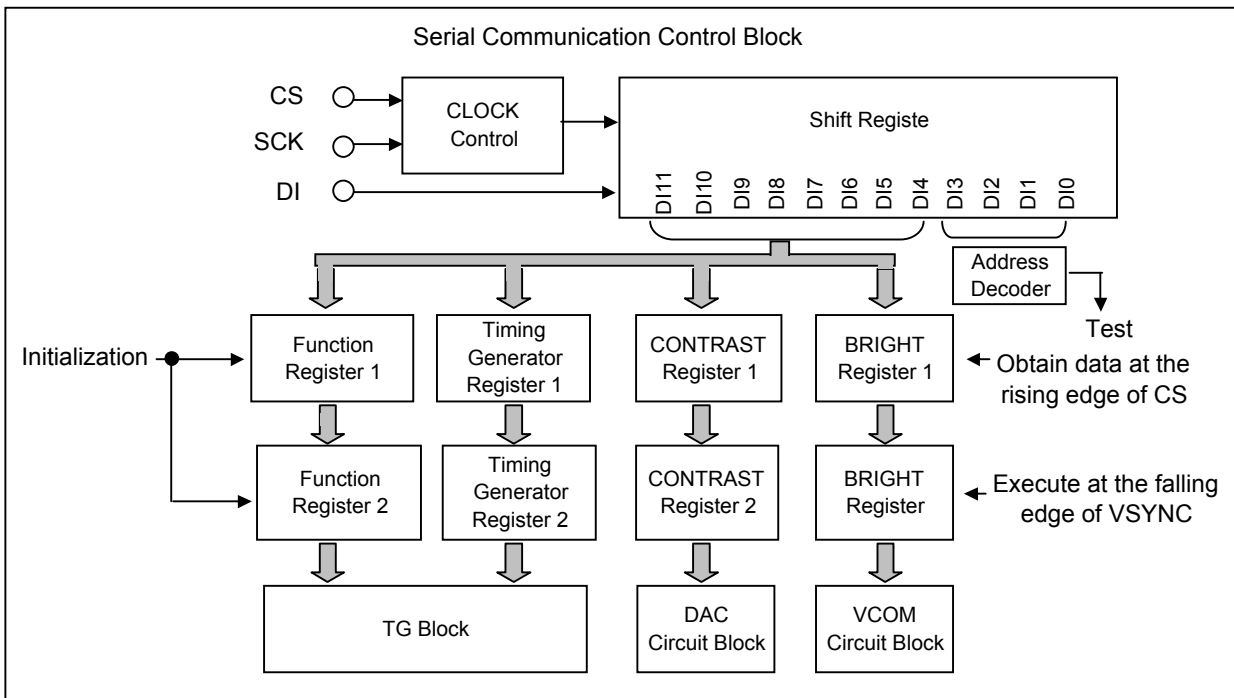 Serial Communication Control Block
CS
SCK
DI
CLOCK
Control
Shift Registe
DI11
DI10
DI9
DI8
DI7
DI6
DI5
DI4
DI3
DI2
DI1
DI0
Address
Decoder
Test
Initialization
Function
Register 1
Timing
Generator
Register 1
CONTRAST
Register 1
BRIGHT
Register 1
Obtain data at the
rising edge of CS
Function
Register 2
Timing
Generator
Register 2
CONTRAST
Register 2
BRIGHT
Register
Execute at the falling
edge of VSYNC
TG Block
DAC
Circuit Block
VCOM
Circuit Block